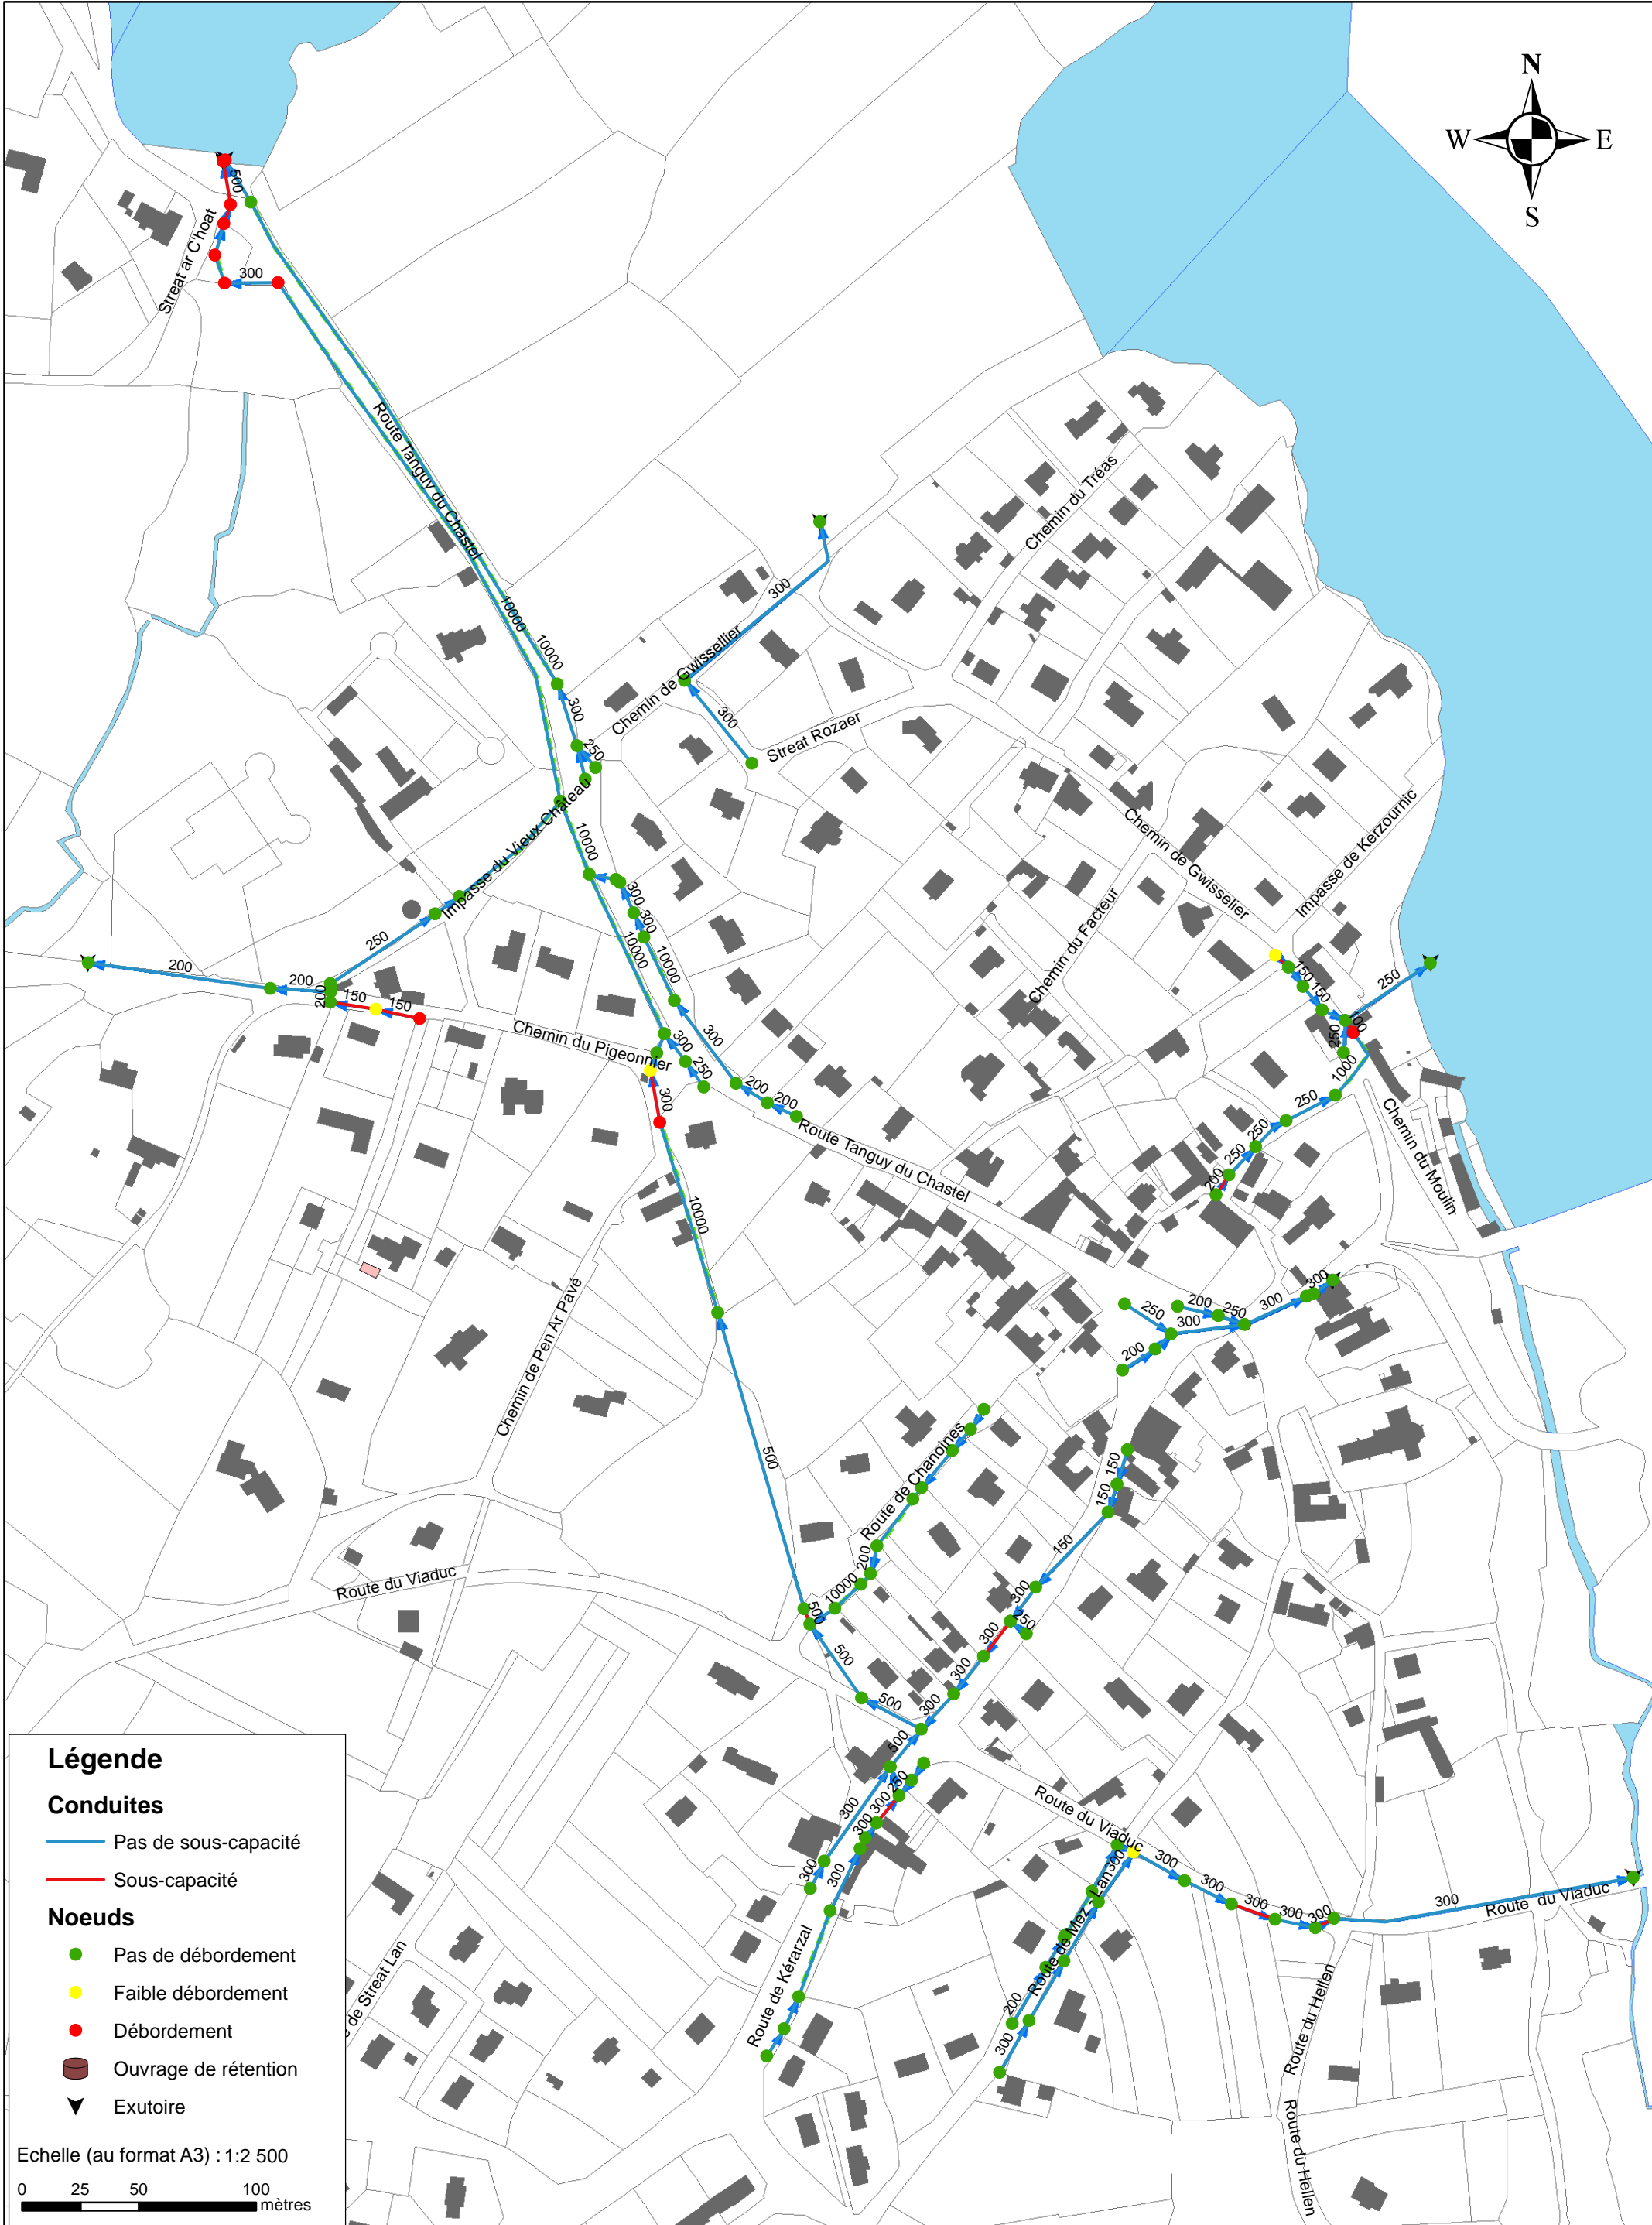 N
W
E
S
500
Streat ar C'hoat
300
Route Tanguy du Chastel
10000
10000
300
250
Chemin de Gwissellier
300
300
Streat Rozaer
Chemin du Tréas
Impasse du Vieux Château
10000
300
300
10000
10000
250
200
200
200
150
150
Chemin du Pigeonnier
300
250
300
300
200
200
Route Tanguy du Chastel
Chemin de Gwisselier
Impasse de Kerzournic
Chemin du Facteur
150
150
250
100
250
1000
250
250
250
200
Chemin du Moulin
10000
Chemin de Pen Ar Pavé
250
200
250
300
300
300
200
500
Route de Chanoines
200
10000
500
150
150
150
300
250
300
300
300
500
500
500
Route du Viaduc
250
300
300
300
300
300
Route de Kérarzal
Route du Viaduc
300
300
300
300
300
300
300
Route du Viaduc
Route de Mez - Lan
200
300
Route du Hellen
Route du Hellen
de Streat Lan
Légende
Conduites
Pas de sous-capacité
Sous-capacité
Noeuds
Pas de débordement
Faible débordement
Débordement
Ouvrage de rétention
Exutoire
Echelle (au format A3) : 1:2 500
0 25 50 100
mètres